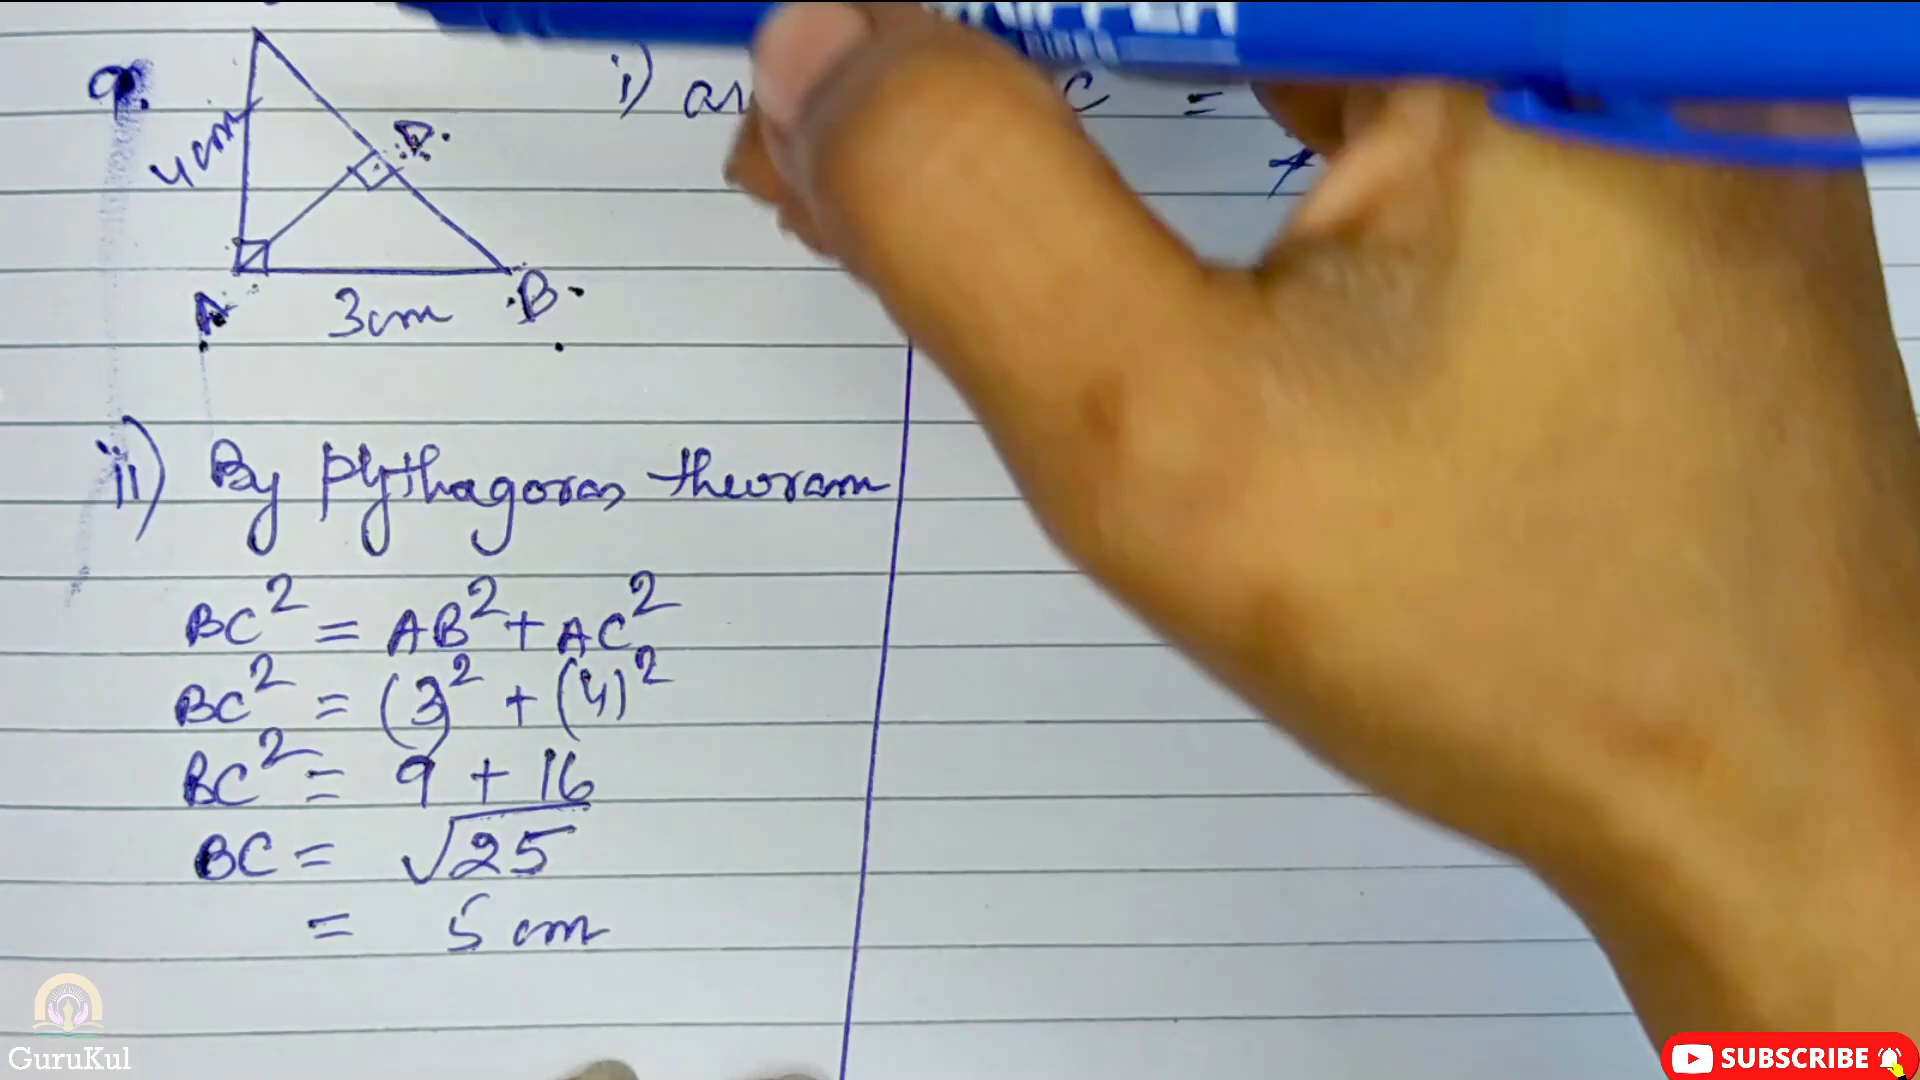 9.
4cm
D.
A
3cm
B
i)
C =
ii) By Pythagoras theoram
BC² = AB² + AC²
BC² = (3)² + (4)²
BC² = 9 + 16
BC = √25
= 5 cm
GuruKul
SUBSCRIBE